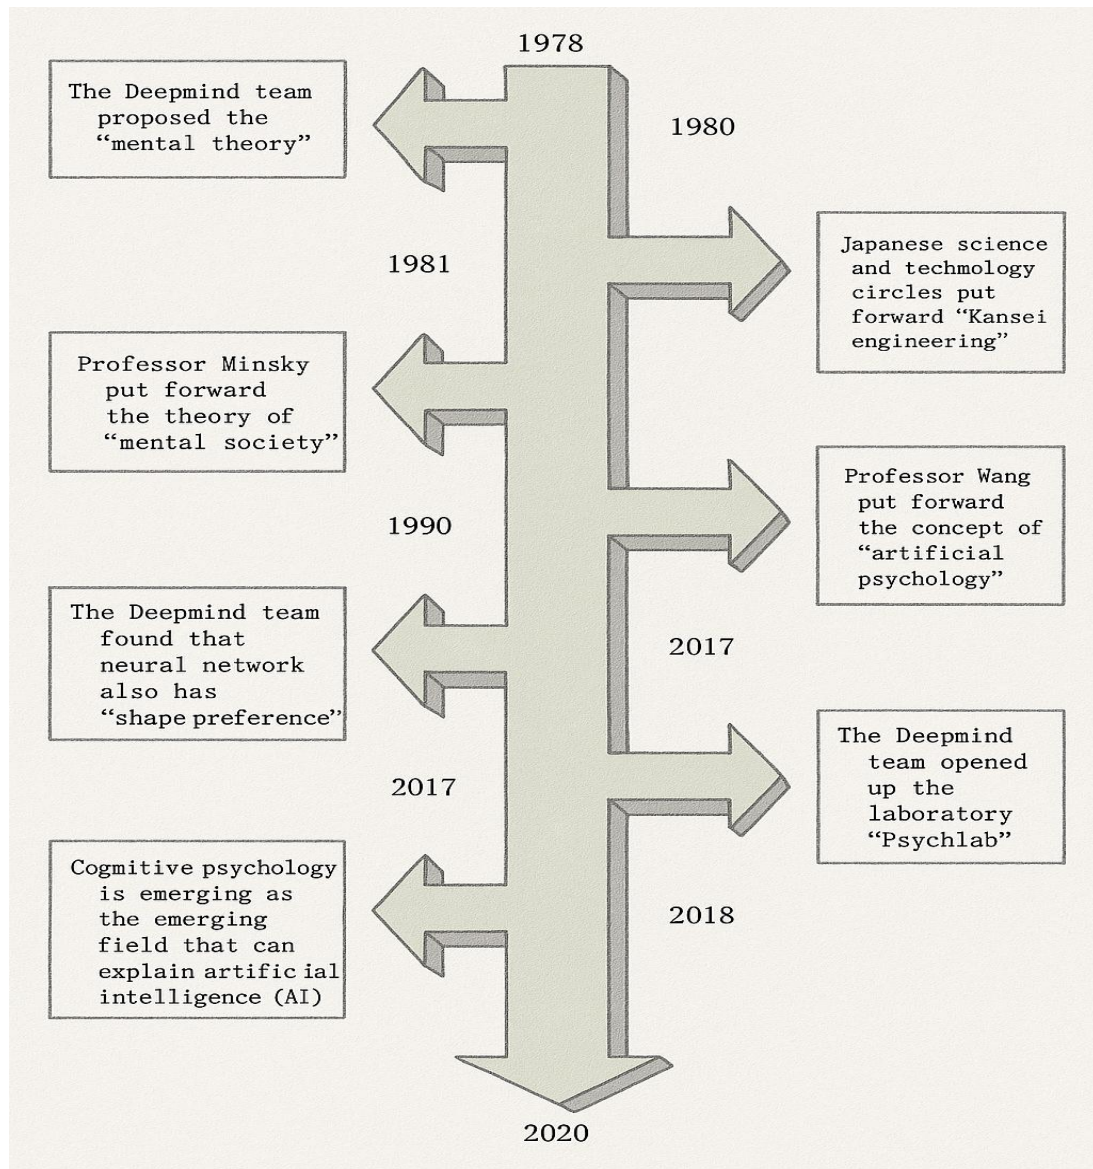 1978
The Deepmind team
proposed the
“mental theory”
1980
Japanese science
and techmology
circles put
forward “Kansei
engineering”
1981
Professor Minsky
put forward
the theory of
“mental society”
Professor Wang
put forward
the concept of
“artificial
psychology”
1990
The Deepmind team
found that
neural network
also has
“shape preference”
2017
The Deepmind
team opened
up the
laboratory
“Psychlab”
2017
Cogmitive psychology
is emerging as
the emerging
field that can
explain artific ial
intelligence (AI)
2018
2020